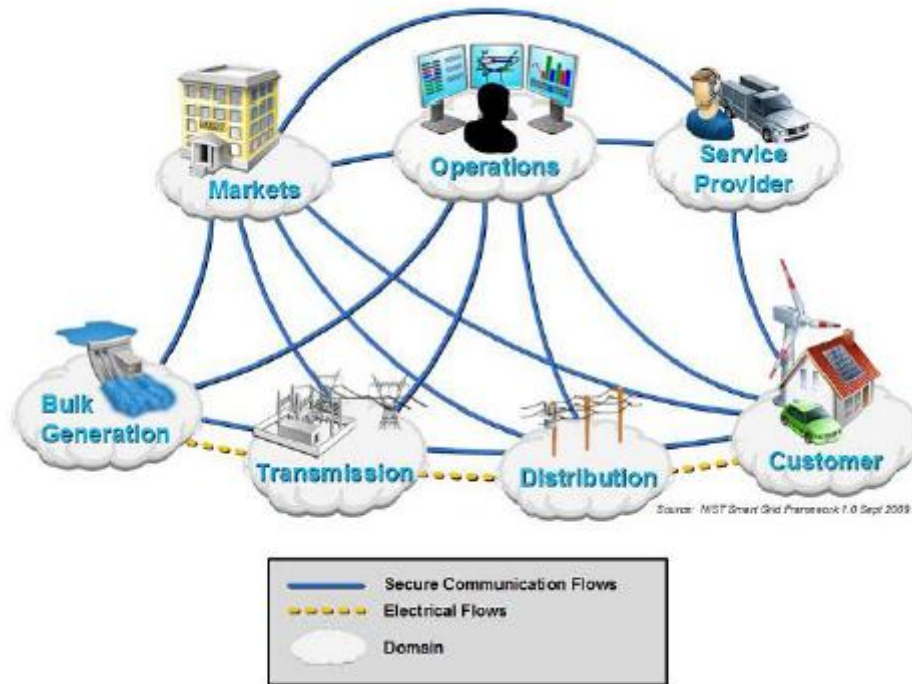 Markets
Operations
Service
Provider
Bulk
Generation
Transmission
Distribution
Customer
Source: NIST Smart Grid Framework 1.0 Sept 2009
Secure Communication Flows
Electrical Flows
Domain